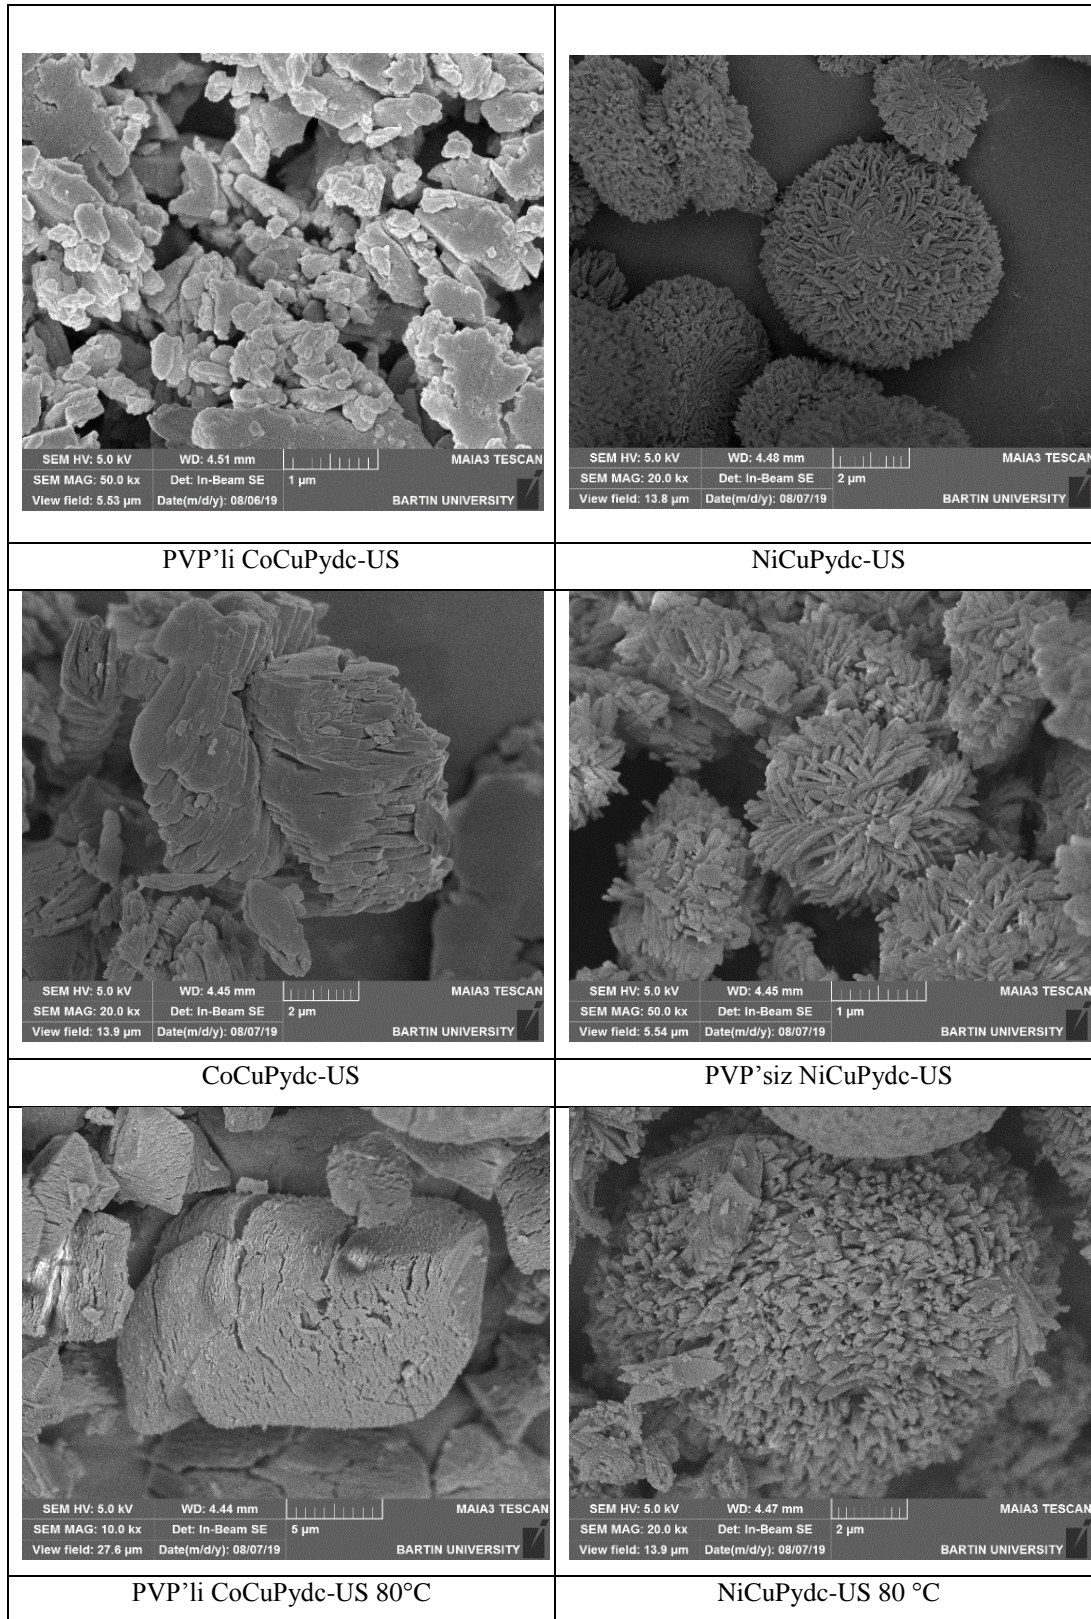 SEM HV: 5.0 kV WD: 4.51 mm MAIA3 TESCAN
SEM MAG: 50.0 kx Det: In-Beam SE 1 µm
View field: 5.53 µm Date(m/d/y): 08/06/19 BARTIN UNIVERSITY
SEM HV: 5.0 kV WD: 4.48 mm MAIA3 TESCAN
SEM MAG: 20.0 kx Det: In-Beam SE 2 µm
View field: 13.8 µm Date(m/d/y): 08/07/19 BARTIN UNIVERSITY
PVP’li CoCuPydc-US
NiCuPydc-US
SEM HV: 5.0 kV WD: 4.45 mm MAIA3 TESCAN
SEM MAG: 20.0 kx Det: In-Beam SE 2 µm
View field: 13.9 µm Date(m/d/y): 08/07/19 BARTIN UNIVERSITY
SEM HV: 5.0 kV WD: 4.45 mm MAIA3 TESCAN
SEM MAG: 50.0 kx Det: In-Beam SE 1 µm
View field: 5.54 µm Date(m/d/y): 08/07/19 BARTIN UNIVERSITY
CoCuPydc-US
PVP’siz NiCuPydc-US
SEM HV: 5.0 kV WD: 4.44 mm MAIA3 TESCAN
SEM MAG: 10.0 kx Det: In-Beam SE 5 µm
View field: 27.6 µm Date(m/d/y): 08/07/19 BARTIN UNIVERSITY
SEM HV: 5.0 kV WD: 4.47 mm MAIA3 TESCAN
SEM MAG: 20.0 kx Det: In-Beam SE 2 µm
View field: 13.9 µm Date(m/d/y): 08/07/19 BARTIN UNIVERSITY
PVP’li CoCuPydc-US 80°C
NiCuPydc-US 80 °C